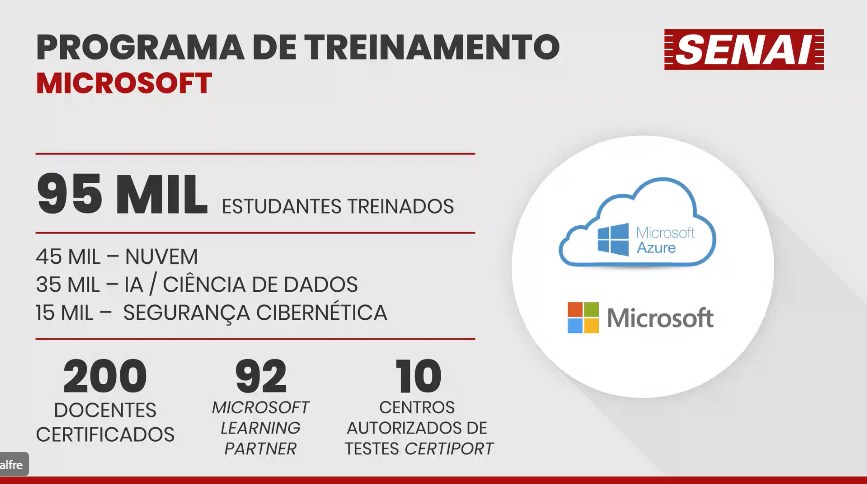 PROGRAMA DE TREINAMENTO
MICROSOFT
SENAI
95 MIL ESTUDANTES TREINADOS
45 MIL – NUVEM
35 MIL – IA / CIÊNCIA DE DADOS
15 MIL – SEGURANÇA CIBERNÉTICA
200
DOCENTES
CERTIFICADOS
92
MICROSOFT
LEARNING
PARTNER
10
CENTROS
AUTORIZADOS DE
TESTES CERTIPORT
Microsoft
Azure
Microsoft
alfre